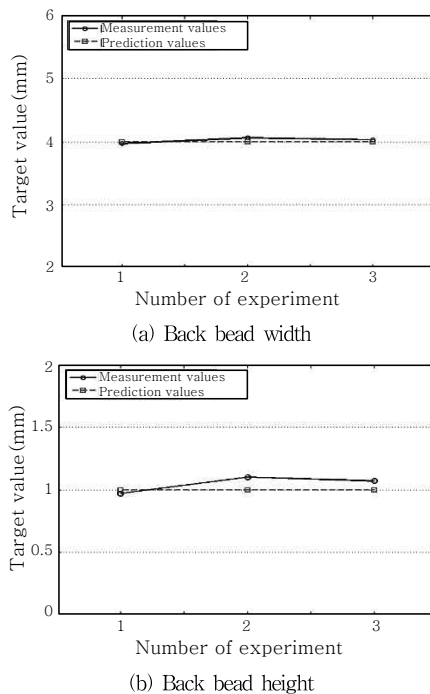 Measurement values
Prediction values
Target value(mm)
6
5
4
3
2
1 2 3
Number of experiment
(a) Back bead width
Measurement values
Prediction values
Target value(mm)
2
1.5
1
0.5
0
1 2 3
Number of experiment
(b) Back bead height